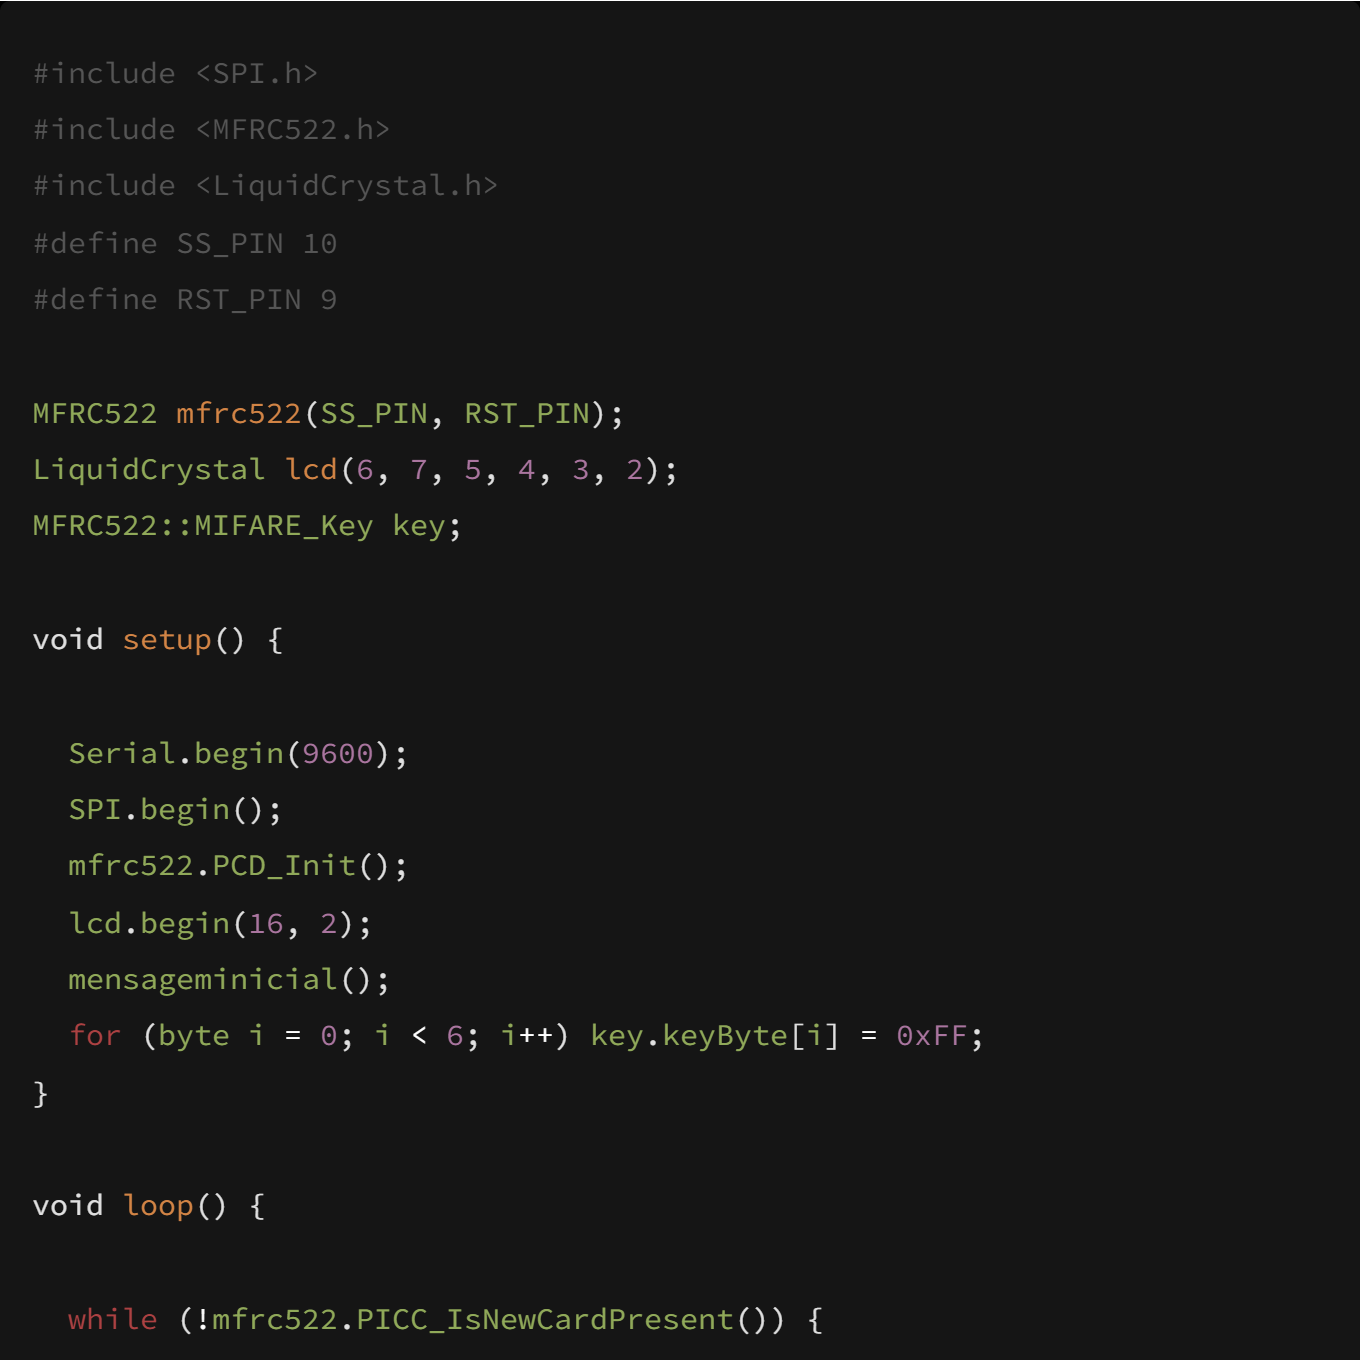 #include <SPI.h>
#include <MFRC522.h>
#include <LiquidCrystal.h>
#define SS_PIN 10
#define RST_PIN 9
MFRC522 mfrc522(SS_PIN, RST_PIN);
LiquidCrystal lcd(6, 7, 5, 4, 3, 2);
MFRC522::MIFARE_Key key;
void setup() {
  Serial.begin(9600);
  SPI.begin();
  mfrc522.PCD_Init();
  lcd.begin(16, 2);
  mensageminicial();
  for (byte i = 0; i < 6; i++) key.keyByte[i] = 0xFF;
}
void loop() {
  while (!mfrc522.PICC_IsNewCardPresent()) {